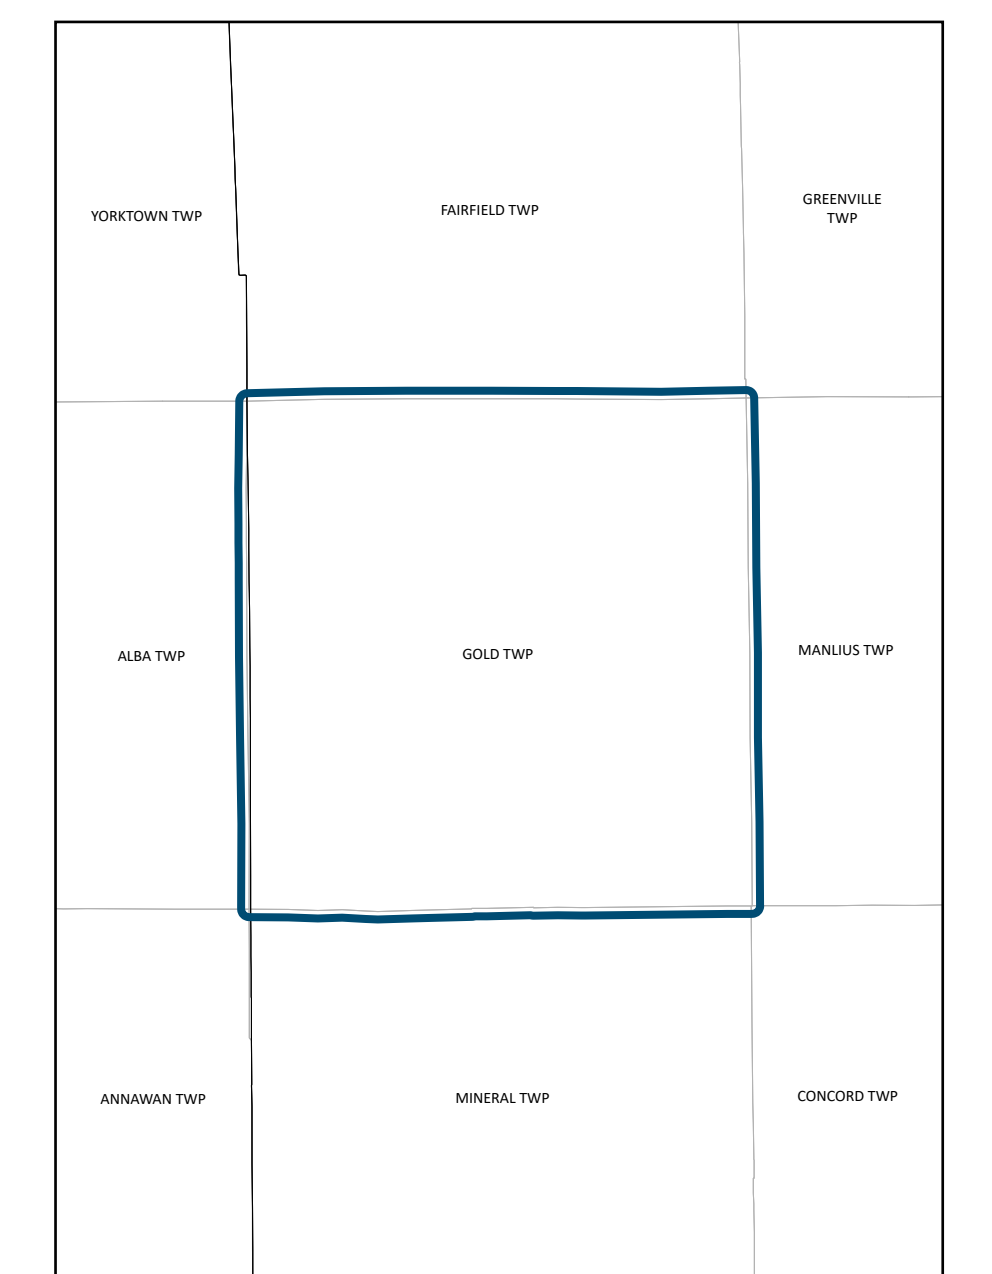 YORKTOWN TWP
FAIRFIELD TWP
GREENVILLE
TWP
ALBA TWP
GOLD TWP
MANLIUS TWP
ANNAWAN TWP
MINERAL TWP
CONCORD TWP